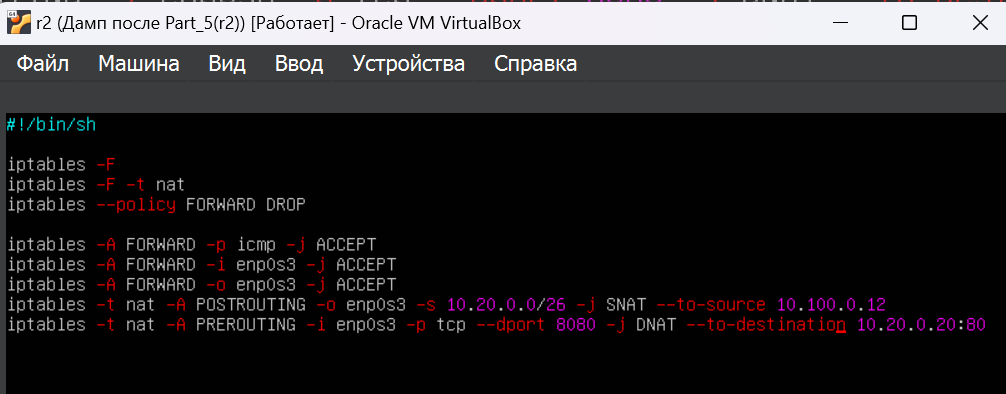 r2 (Дамп после Part_5(r2)) [Работает] - Oracle VM VirtualBox
Файл Машина Вид Ввод Устройства Справка
#!/bin/sh
iptables -F
iptables -F -t nat
iptables --policy FORWARD DROP
iptables -A FORWARD -p icmp -j ACCEPT
iptables -A FORWARD -i enp0s3 -j ACCEPT
iptables -A FORWARD -o enp0s3 -j ACCEPT
iptables -t nat -A POSTROUTING -o enp0s3 -s 10.20.0.0/26 -j SNAT --to-source 10.100.0.12
iptables -t nat -A PREROUTING -i enp0s3 -p tcp --dport 8080 -j DNAT --to-destination 10.20.0.20:80